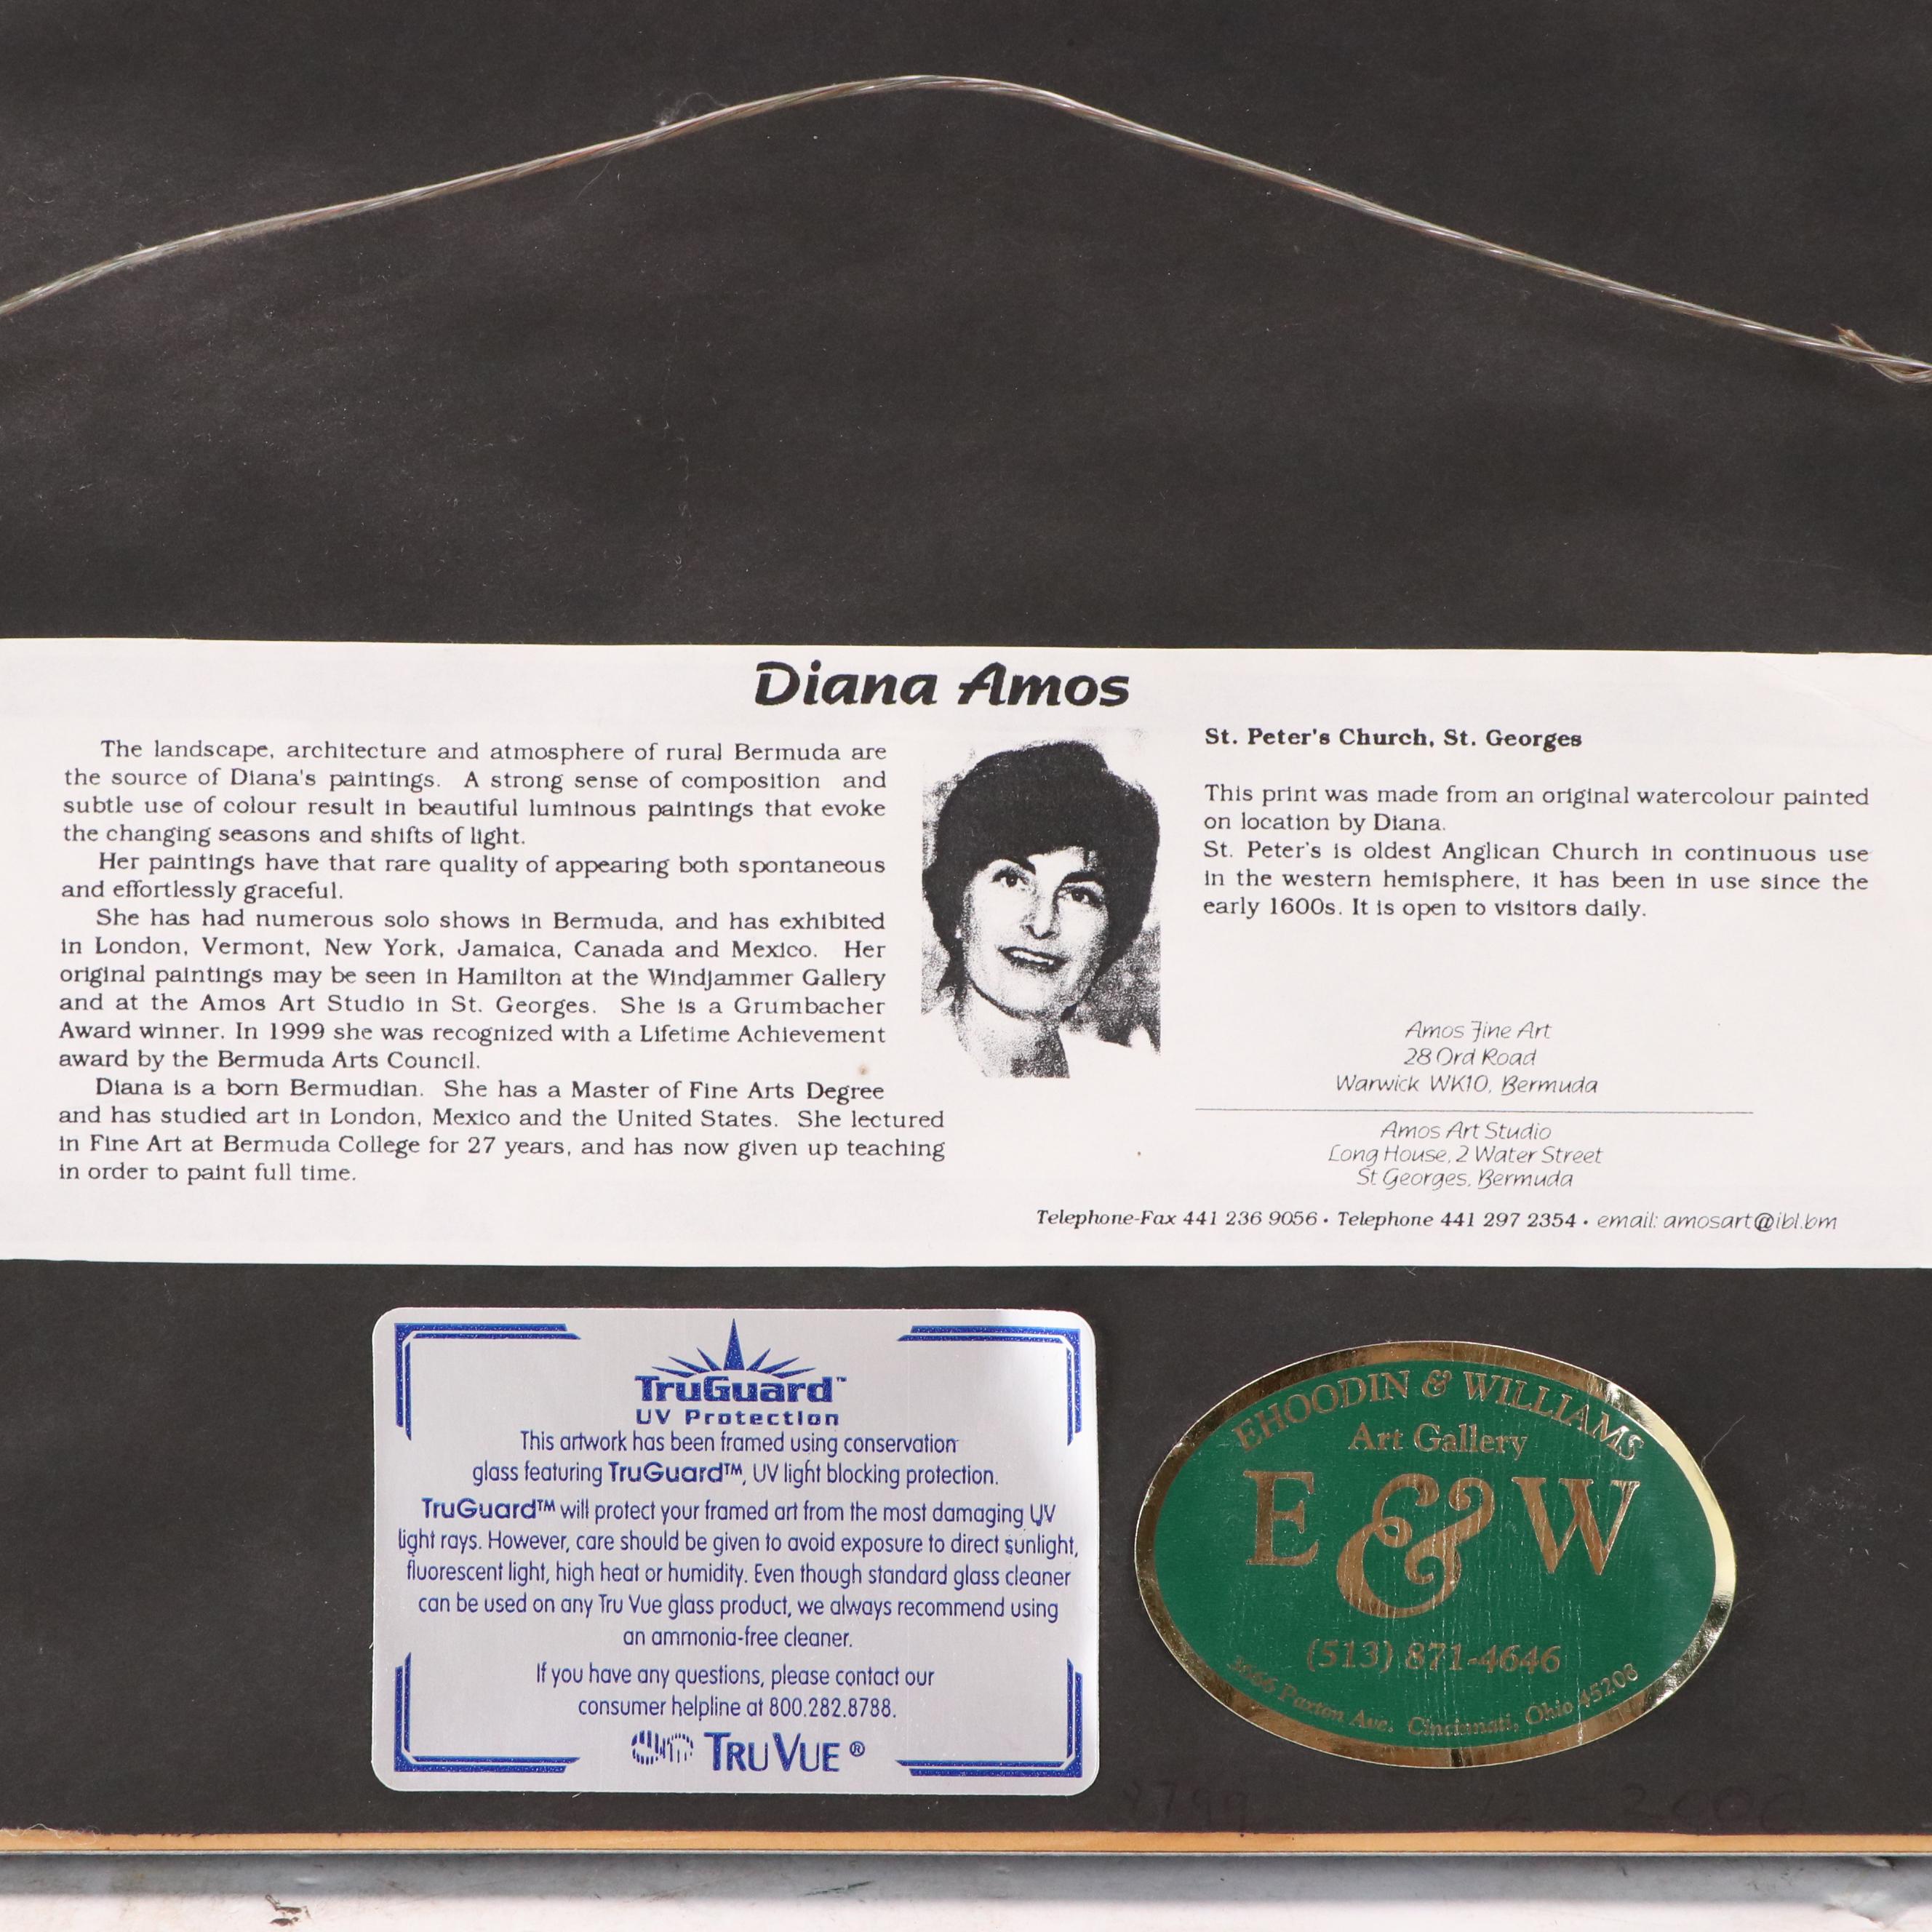 Diana Amos
The landscape, architecture and atmosphere of rural Bermuda are
the source of Diana's paintings. A strong sense of composition and
subtle use of colour result in beautiful luminous paintings that evoke
the changing seasons and shifts of light.
Her paintings have that rare quality of appearing both spontaneous
and effortlessly graceful.
She has had numerous solo shows in Bermuda, and has exhibited
in London, Vermont, New York, Jamaica, Canada and Mexico. Her
original paintings may be seen in Hamilton at the Windjammer Gallery
and at the Amos Art Studio in St. Georges. She is a Grumbacher
Award winner. In 1999 she was recognized with a Lifetime Achievement
award by the Bermuda Arts Council.
Diana is a born Bermudian. She has a Master of Fine Arts Degree
and has studied art in London, Mexico and the United States. She lectured
in Fine Art at Bermuda College for 27 years, and has now given up teaching
in order to paint full time.
St. Peter's Church, St. Georges
This print was made from an original watercolour painted
on location by Diana.
St. Peter's is oldest Anglican Church in continuous use
in the western hemisphere, it has been in use since the
early 1600s. It is open to visitors daily.
Amos Fine Art
28 Ord Road
Warwick WK10, Bermuda
Amos Art Studio
Long House, 2 Water Street
St Georges, Bermuda
Telephone-Fax 441 236 9056 • Telephone 441 297 2354 • email: amosart@ibl.bm
TruGuard™
UV Protection
This artwork has been framed using conservation
glass featuring TruGuard™, UV light blocking protection.
TruGuard™ will protect your framed art from the most damaging UV
light rays. However, care should be given to avoid exposure to direct sunlight,
fluorescent light, high heat or humidity. Even though standard glass cleaner
can be used on any Tru Vue glass product, we always recommend using
an ammonia-free cleaner.
If you have any questions, please contact our
consumer helpline at 800.282.8788.
TRU VUE ®
EHOODIN & WILLIAMS
Art Gallery
E & W
(513) 871-4646
Paxton Ave. Cincinnati, Ohio 45208